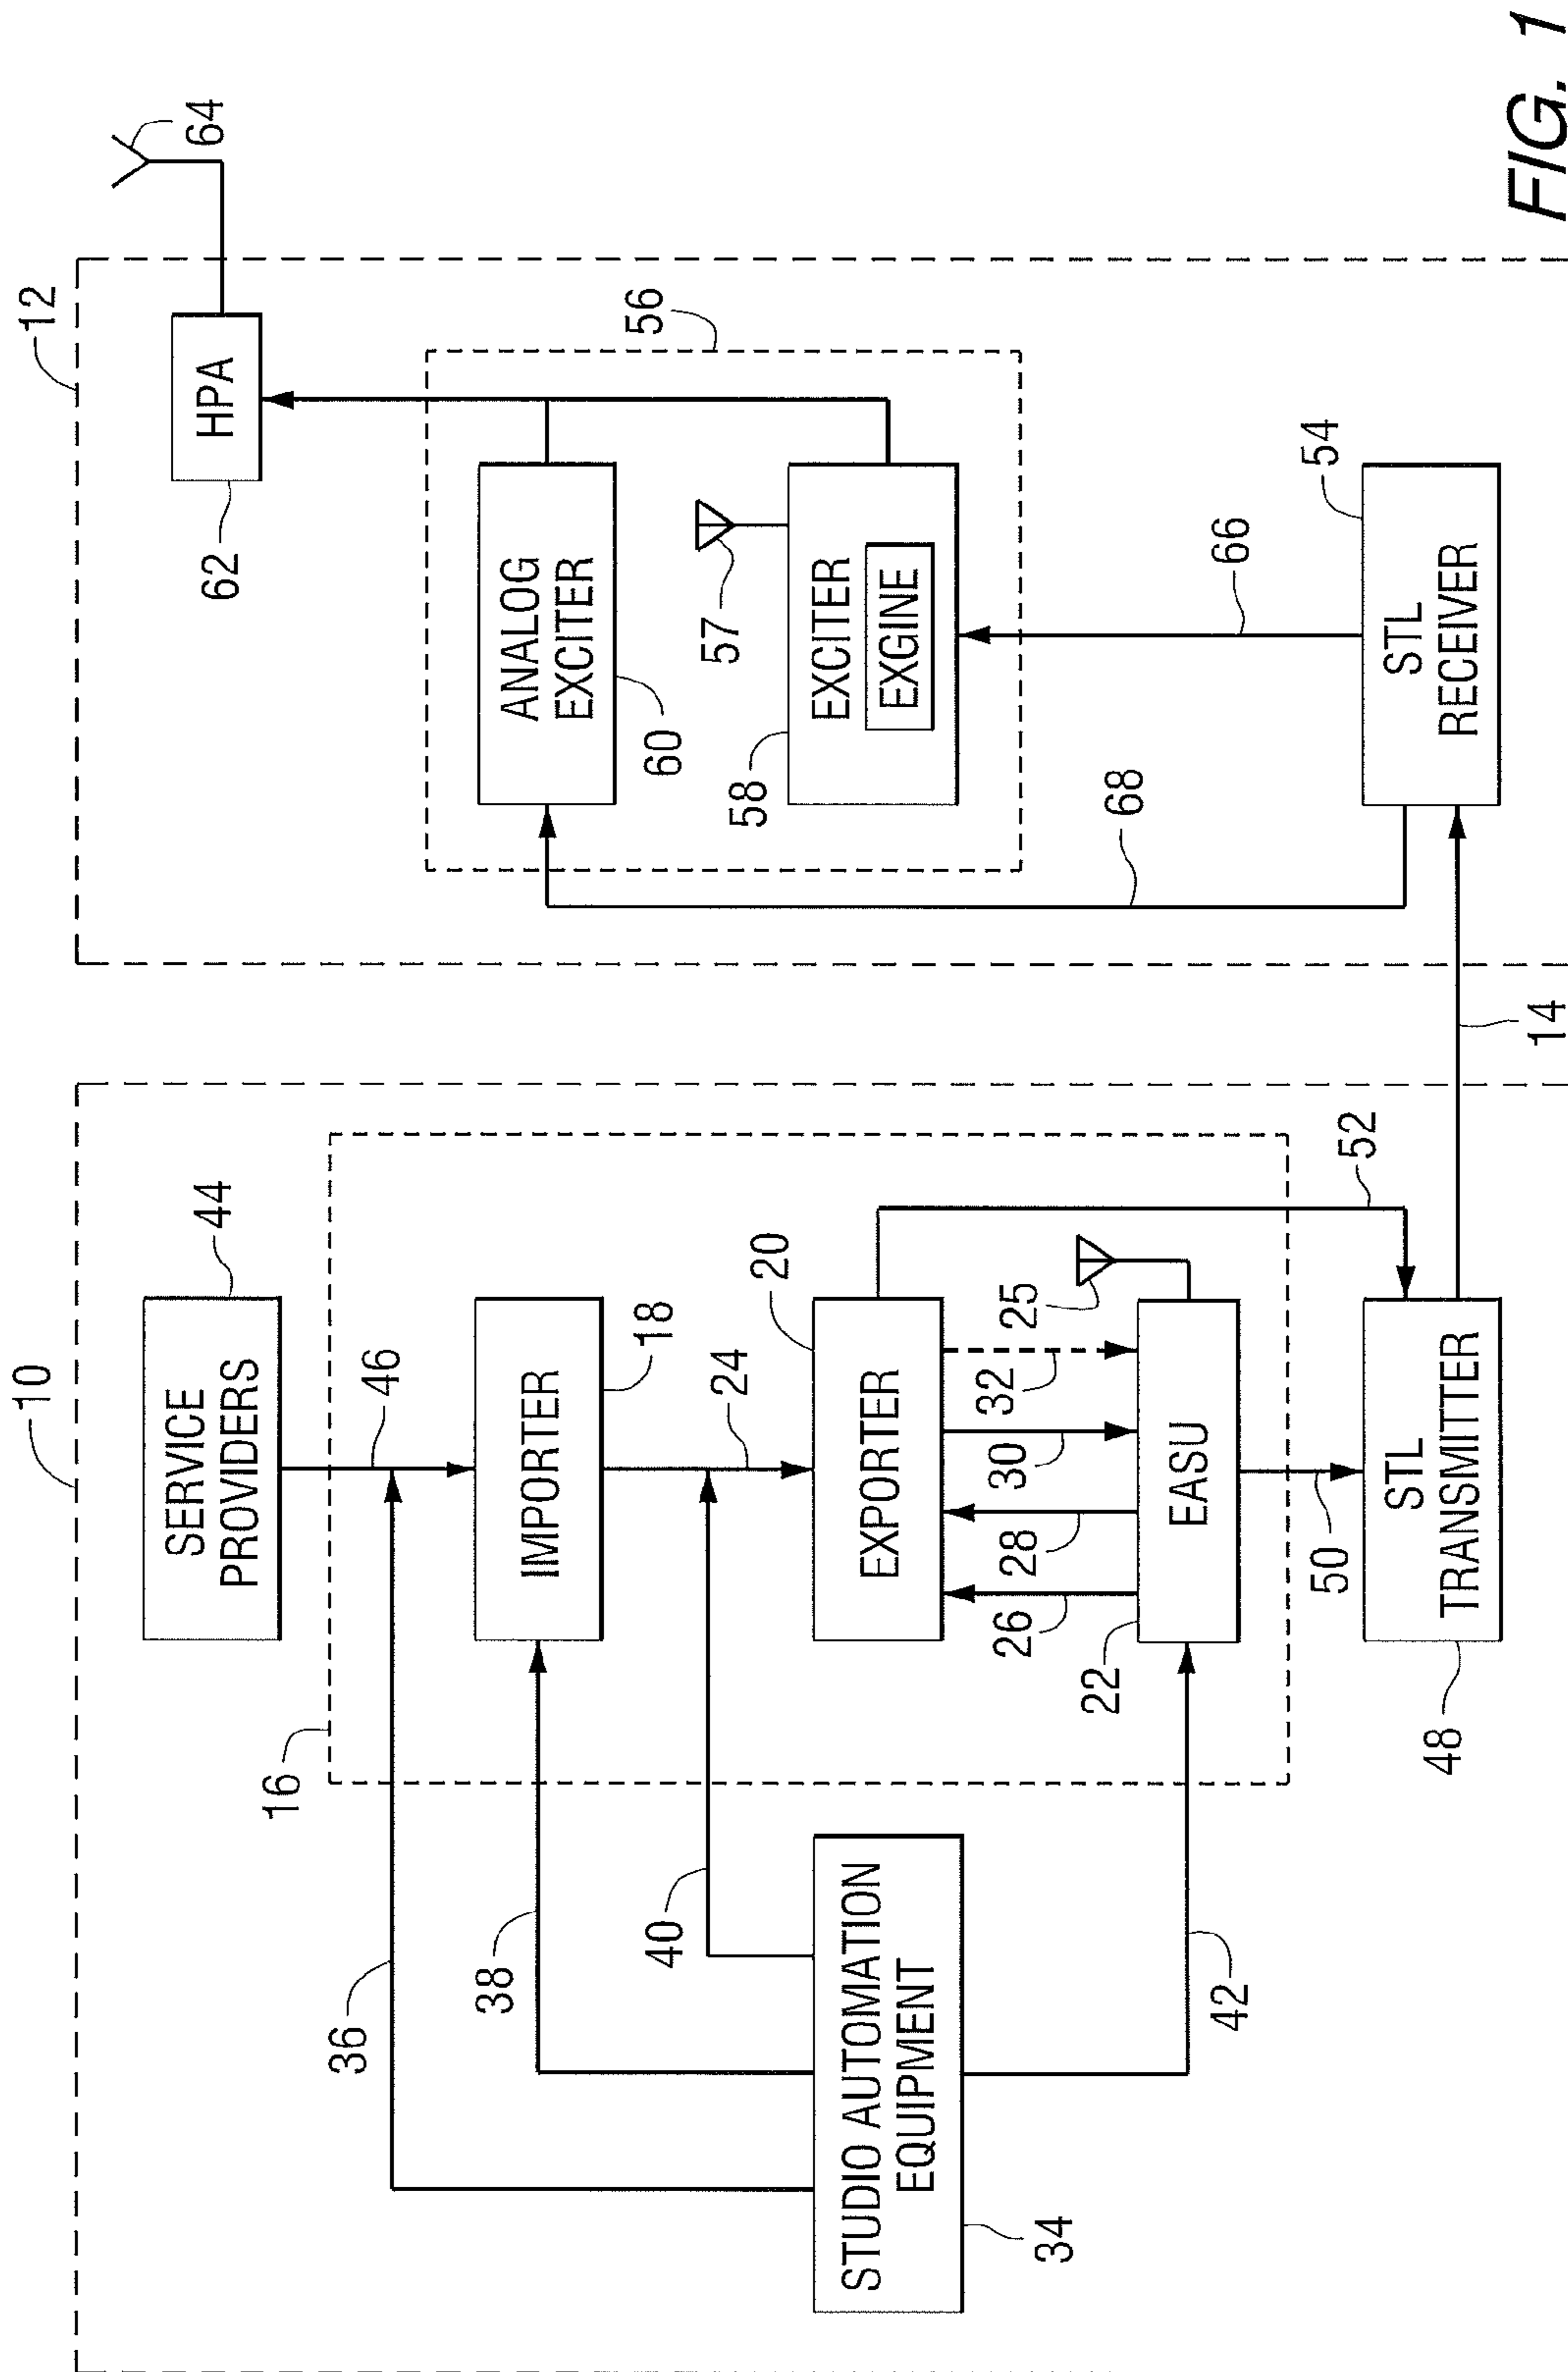 10
12
SERVICE
PROVIDERS
44
46
36
16
IMPORTER
18
38
24
40
EXPORTER
20
STUDIO AUTOMATION
EQUIPMENT
34
26
28
30
32
25
EASU
22
42
50
52
STL
TRANSMITTER
48
14
64
HPA
62
56
ANALOG
EXCITER
60
57
EXCITER
EXGINE
58
68
66
STL
RECEIVER
54
FIG. 1